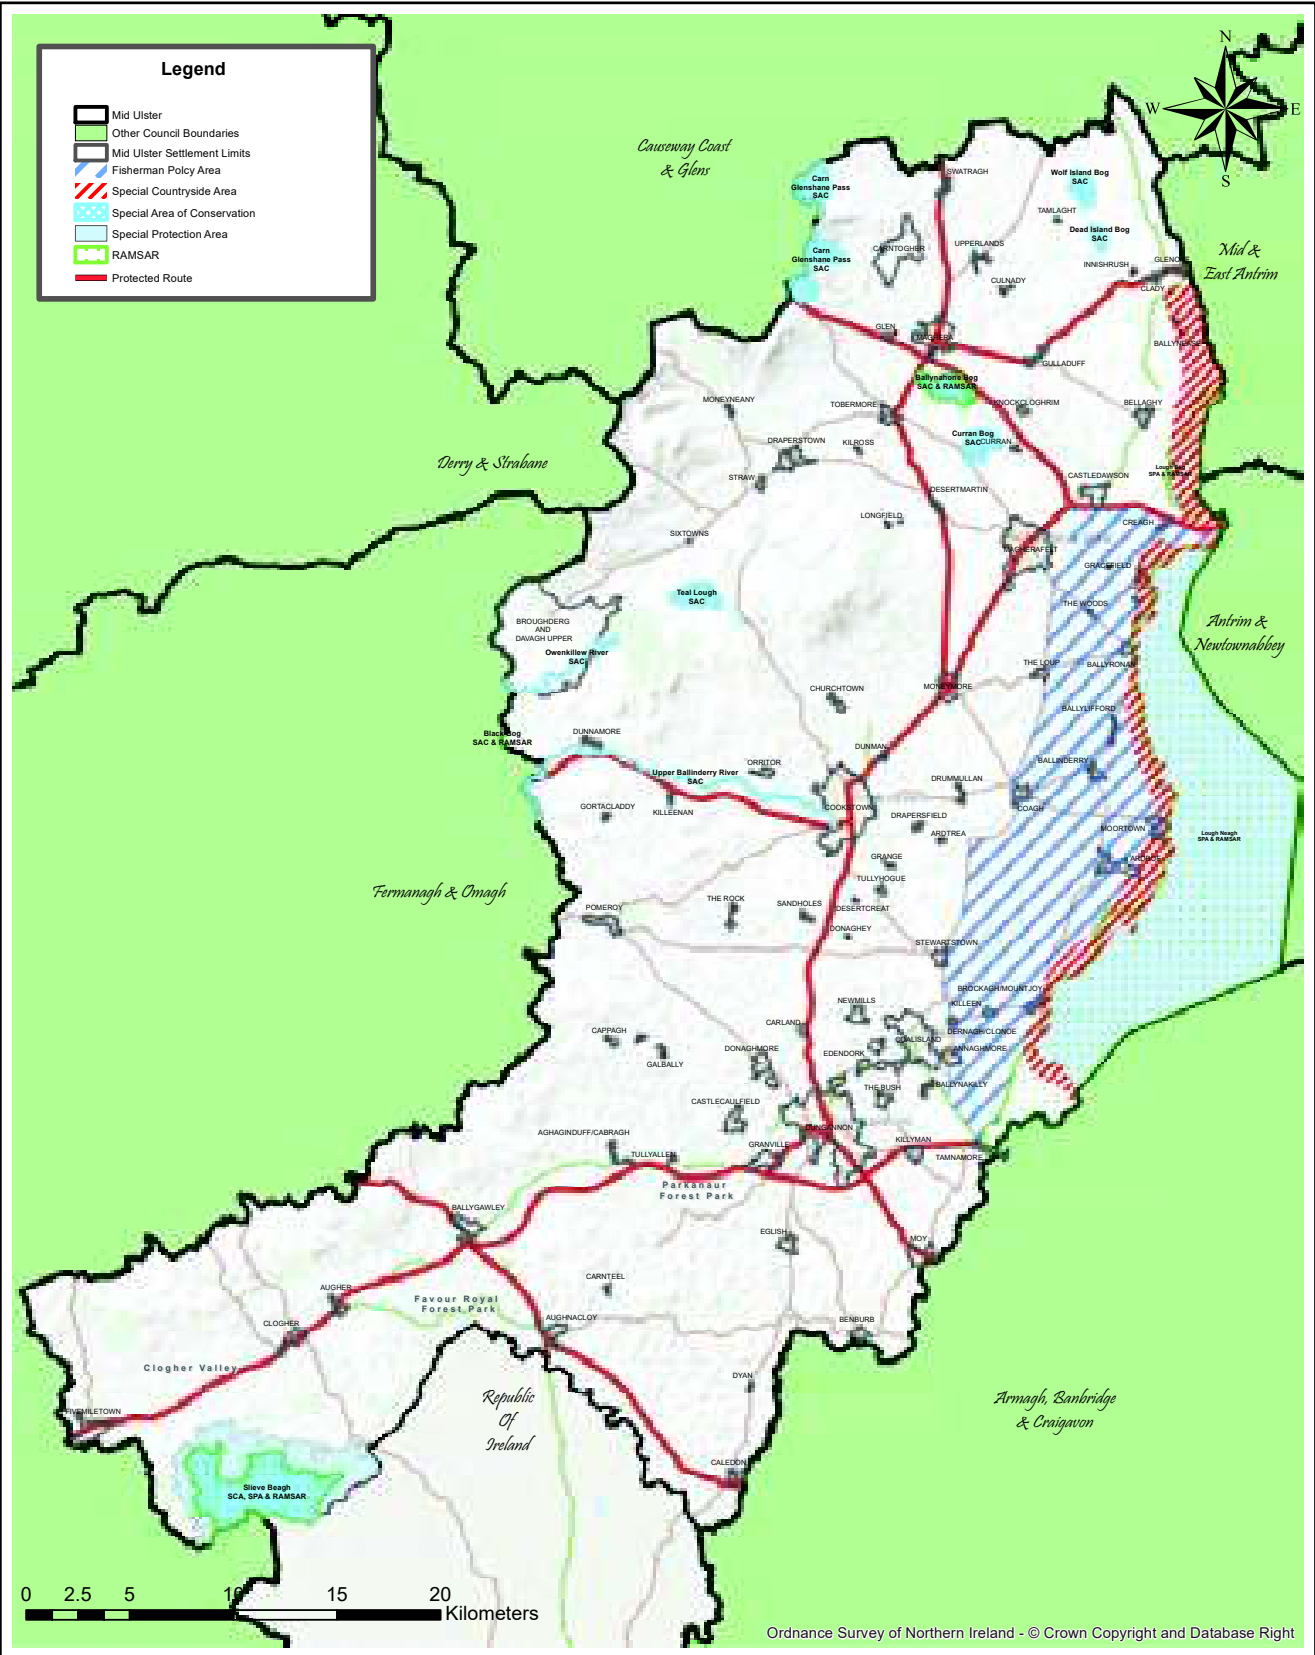 Legend
Mid Ulster
Other Council Boundaries
Mid Ulster Settlement Limits
Fisherman Polcy Area
Special Countryside Area
Special Area of Conservation
Special Protection Area
RAMSAR
Protected Route
N
W
E
S
Causeway Coast
& Glens
Mid &
East Antrim
Derry & Strabane
Antrim &
Newtownabbey
Fermanagh & Omagh
Armagh, Banbridge
& Craigavon
Republic
Of
Ireland
Carn
Glenshane Pass
SAC
SWATRAGH
Wolf Island Bog
SAC
TAMLAGHT
Dead Island Bog
SAC
CARNTOGHER
UPPERLANDS
Carn
Glenshane Pass
SAC
INNISHRUSH
CULNADY
CLADY
GLEN
MAGHERA
GULLADUFF
Ballynahone Bog
SAC & RAMSAR
MONEYNEANY
TOBERMORE
KNOCKCLOGHRIM
BELLAGHY
DRAPERSTOWN
KILROSS
Curran Bog
SAC
CURRAN
STRAW
CASTLEDAWSON
Lough Beg
SPA & RAMSAR
DESERTMARTIN
LONGFIELD
CREAGH
SIXTOWNS
MAGHERAFELT
GRACEFIELD
Teal Lough
SAC
THE WOODS
BROUGHDERG
AND
DAVAGH UPPER
Owenkillew River
SAC
THE LOUP
BALLYRONAN
CHURCHTOWN
MONEYMORE
BALLYLIFFORD
Black Bog
SAC & RAMSAR
DUNNAMORE
DUNMAN
ORRITOR
BALLINDERRY
Upper Ballinderry River
SAC
DRUMMULLAN
GORTACLADDY
KILLEENAN
COOKSTOWN
COAGH
DRAPERSFIELD
ARDTREA
MOORTOWN
Lough Neagh
SPA & RAMSAR
GRANGE
ARDBOE
TULLYHOGUE
POMEROY
THE ROCK
SANDHOLES
DESERTCREAT
DONAGHEY
STEWARTSTOWN
BROCKAGH/MOUNTJOY
NEWMILLS
KILLEEN
CARLAND
DERNAGH/CLONOE
CAPPAGH
COALISLAND
DONAGHMORE
EDENDORK
ANNAGHMORE
GALBALLY
THE BUSH
BALLYNAKILLY
CASTLECAULFIELD
AGHAGINDUFF/CABRAGH
DUNGANNON
GRANVILLE
KILLYMAN
TULLYALLEN
TAMNAMORE
Parkanaur
Forest Park
BALLYGAWLEY
EGLISH
MOY
CARNTEEL
AUGHER
Favour Royal
Forest Park
CLOGHER
AUGHNACLOY
BENBURB
Clogher Valley
DYAN
FIVEMILETOWN
CALEDON
Slieve Beagh
SCA, SPA & RAMSAR
0 2.5 5 10 15 20
Kilometers
Ordnance Survey of Northern Ireland - © Crown Copyright and Database Right